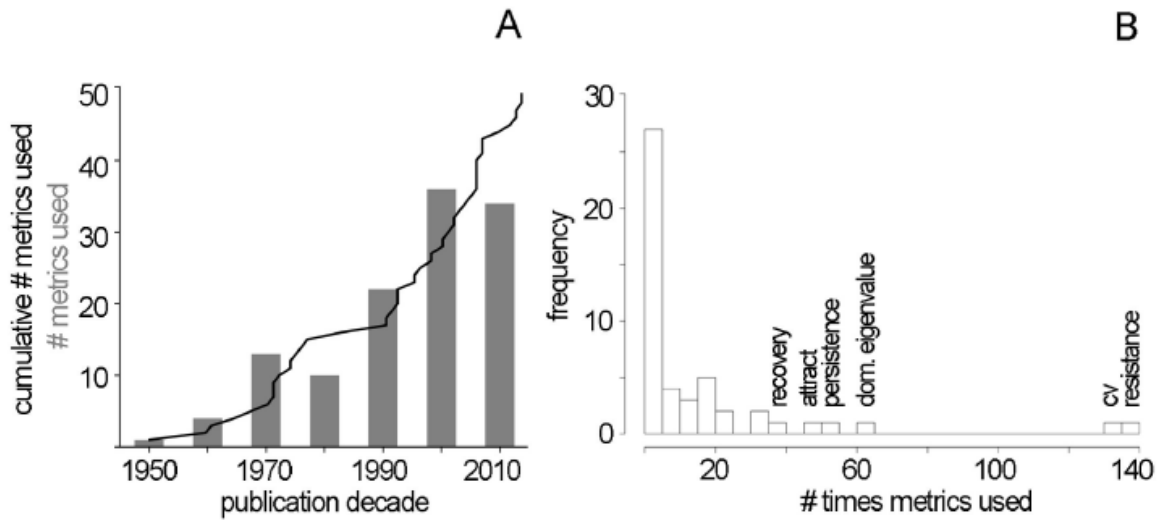 A
50
40
30
20
10
cumulative # metrics used
# metrics used
1950
1970
1990
2010
publication decade
B
30
20
10
0
frequency
recovery
attract
persistence
dom. eigenvalue
cv
resistance
20
60
100
140
# times metrics used